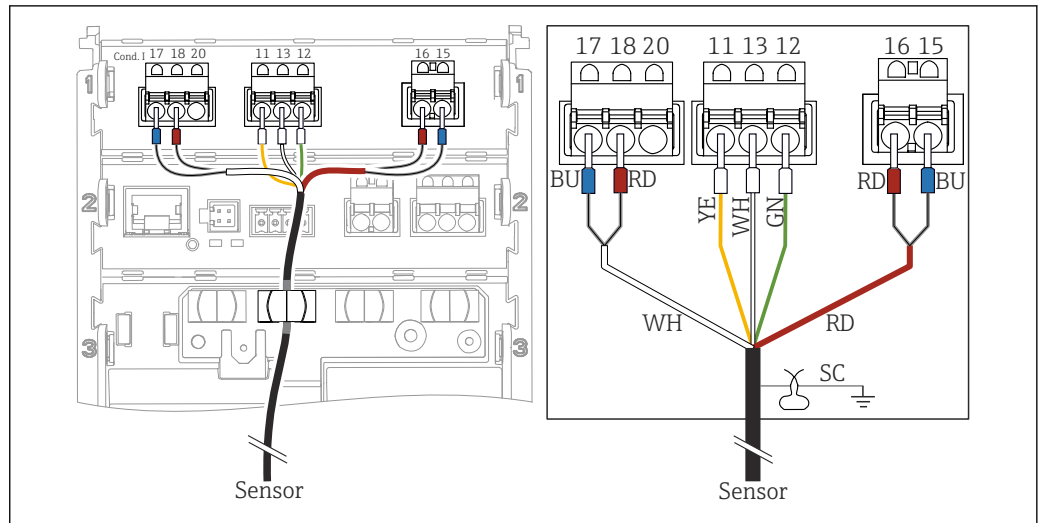 Cond. I 17 18 20 11 13 12 16 15
1 1
2 2
3 3
Sensor
17 18 20 11 13 12 16 15
BU RD YE WH GN RD BU
WH RD
SC
Sensor